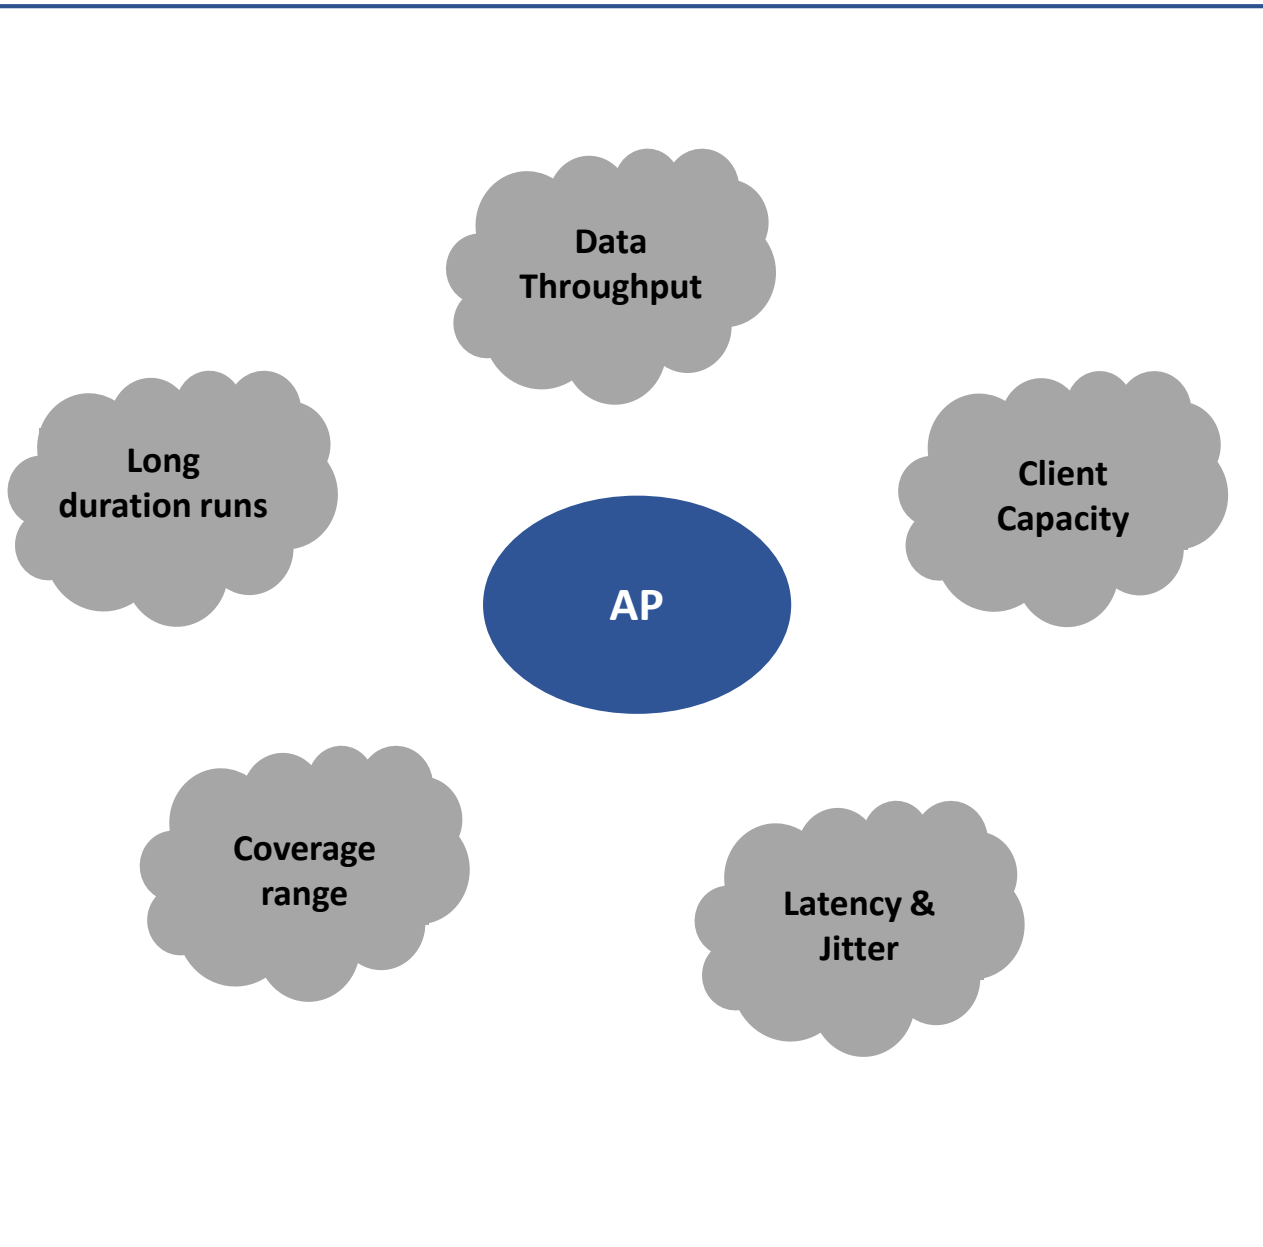 Data
Throughput
Long
duration runs
Client
Capacity
AP
Coverage
range
Latency &
Jitter